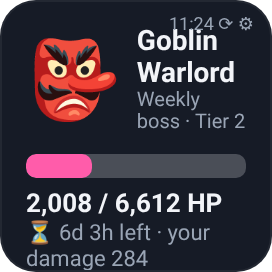 11:24 ⟳ ⚙
Goblin
Warlord
Weekly
boss · Tier 2
2,008 / 6,612 HP
⏳ 6d 3h left · your
damage 284